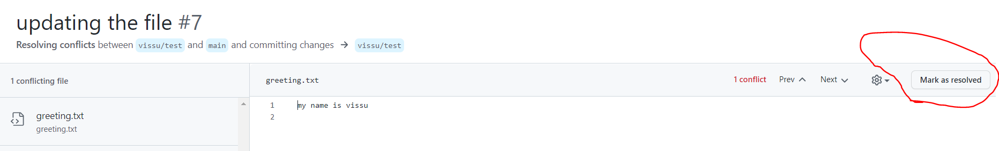 updating the file #7
Resolving conflicts between vissu/test and main and committing changes → vissu/test
1 conflicting file
greeting.txt 1 conflict Prev Next Mark as resolved
greeting.txt
greeting.txt
1 my name is vissu
2